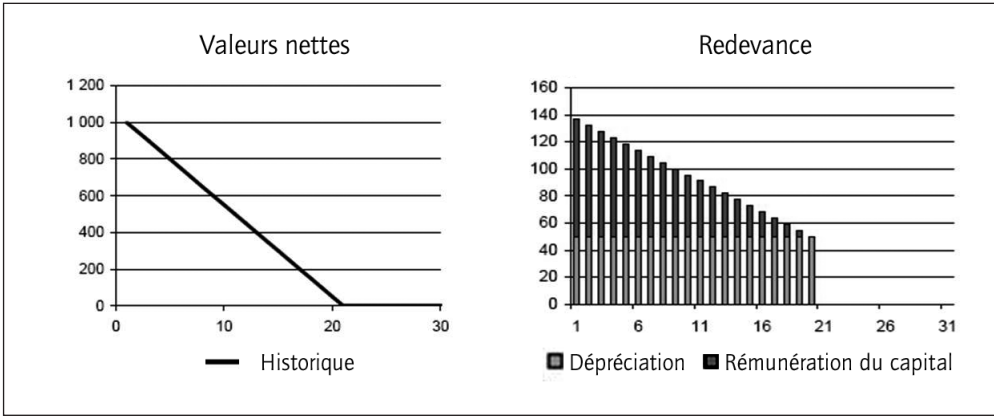 Valeurs nettes
1 200
1 000
800
600
400
200
0
0 10 20 30
Historique
Redevance
160
140
120
100
80
60
40
20
0
1 6 11 16 21 26 31
Dépréciation Rémunération du capital